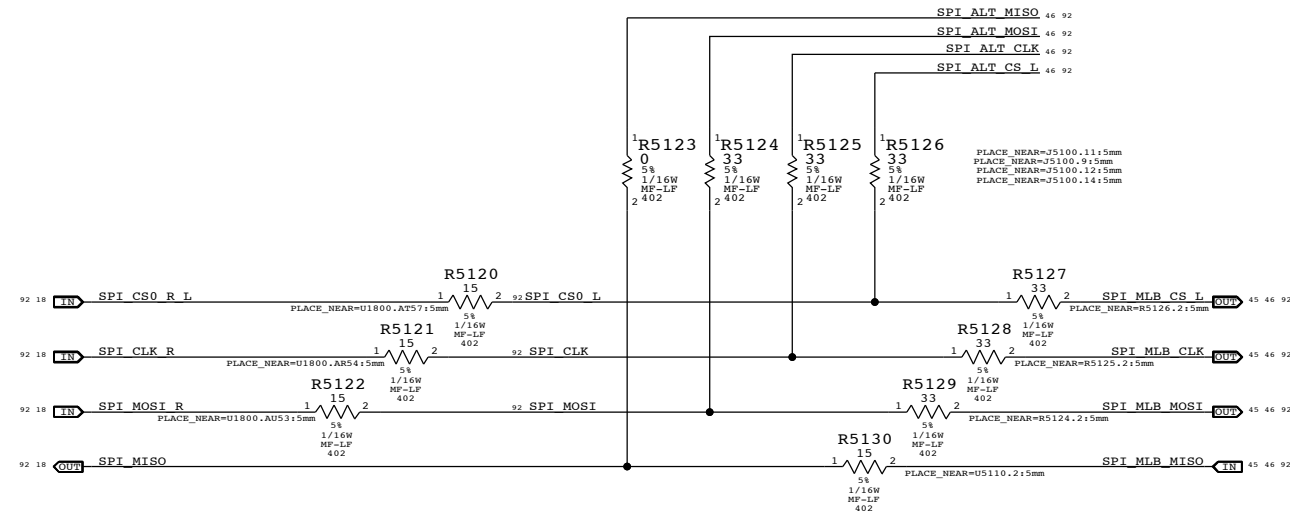 SPI_ALT_MISO 46 92
SPI_ALT_MOSI 46 92
SPI_ALT_CLK 46 92
SPI_ALT_CS_L 46 92
1 R5123
0
5%
1/16W
MF-LF
2 402
1 R5124
33
5%
1/16W
MF-LF
2 402
1 R5125
33
5%
1/16W
MF-LF
2 402
1 R5126
33
5%
1/16W
MF-LF
2 402
PLACE_NEAR=J5100.11:5mm
PLACE_NEAR=J5100.9:5mm
PLACE_NEAR=J5100.12:5mm
PLACE_NEAR=J5100.14:5mm
92 18 IN SPI_CS0_R_L
PLACE_NEAR=U1800.AT57:5mm
R5120
15
1 2
5%
1/16W
MF-LF
402
92 SPI_CS0_L
R5127
33
1 2
5%
1/16W
MF-LF
402
SPI_MLB_CS_L OUT 45 46 92
PLACE_NEAR=R5126.2:5mm
92 18 IN SPI_CLK_R
PLACE_NEAR=U1800.AR54:5mm
R5121
15
1 2
5%
1/16W
MF-LF
402
92 SPI_CLK
R5128
33
1 2
5%
1/16W
MF-LF
402
SPI_MLB_CLK OUT 45 46 92
PLACE_NEAR=R5125.2:5mm
92 18 IN SPI_MOSI_R
PLACE_NEAR=U1800.AU53:5mm
R5122
15
1 2
5%
1/16W
MF-LF
402
92 SPI_MOSI
R5129
33
1 2
5%
1/16W
MF-LF
402
SPI_MLB_MOSI OUT 45 46 92
PLACE_NEAR=R5124.2:5mm
92 18 OUT SPI_MISO
R5130
15
1 2
5%
1/16W
MF-LF
402
SPI_MLB_MISO IN 45 46 92
PLACE_NEAR=U5110.2:5mm